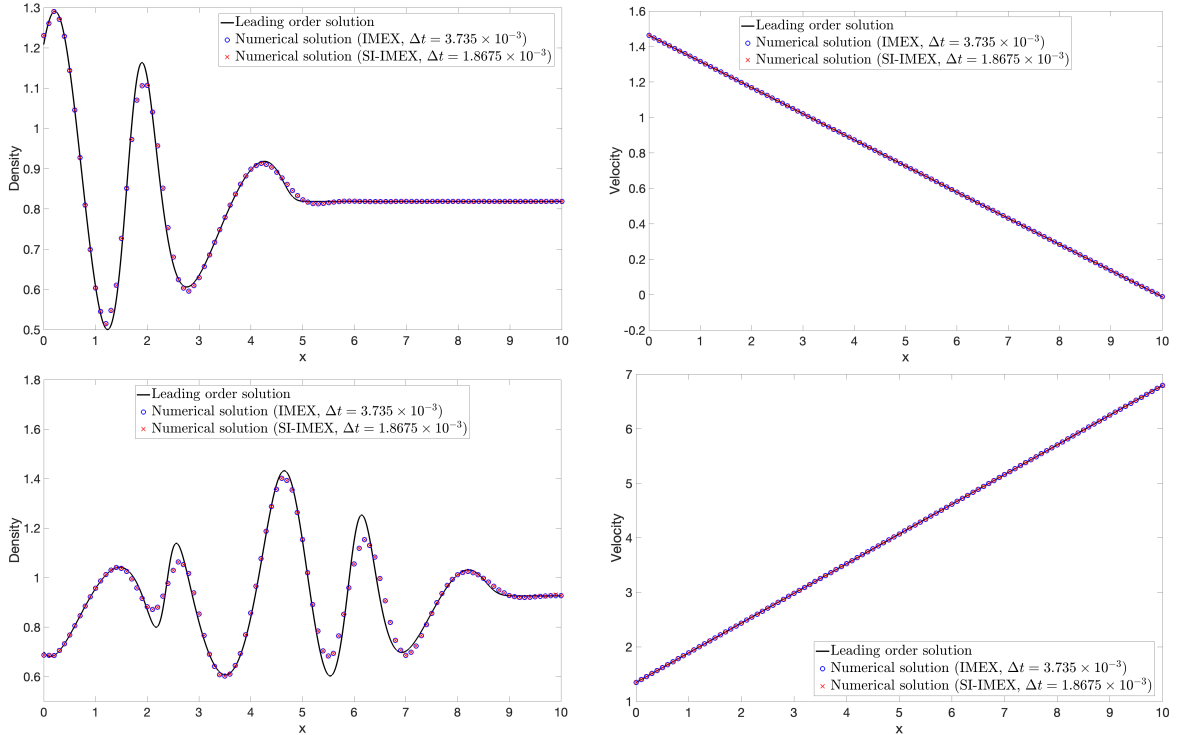 Leading order solution
Numerical solution (IMEX, Δt = 3.735 × 10⁻³)
Numerical solution (SI-IMEX, Δt = 1.8675 × 10⁻³)
Density
1.3
1.2
1.1
1
0.9
0.8
0.7
0.6
0.5
0 1 2 3 4 5 6 7 8 9 10
x
Leading order solution
Numerical solution (IMEX, Δt = 3.735 × 10⁻³)
Numerical solution (SI-IMEX, Δt = 1.8675 × 10⁻³)
Velocity
1.6
1.4
1.2
1
0.8
0.6
0.4
0.2
0
-0.2
0 1 2 3 4 5 6 7 8 9 10
x
Leading order solution
Numerical solution (IMEX, Δt = 3.735 × 10⁻³)
Numerical solution (SI-IMEX, Δt = 1.8675 × 10⁻³)
Density
1.8
1.6
1.4
1.2
1
0.8
0.6
0 1 2 3 4 5 6 7 8 9 10
x
Velocity
7
6
5
4
3
2
1
Leading order solution
Numerical solution (IMEX, Δt = 3.735 × 10⁻³)
Numerical solution (SI-IMEX, Δt = 1.8675 × 10⁻³)
0 1 2 3 4 5 6 7 8 9 10
x